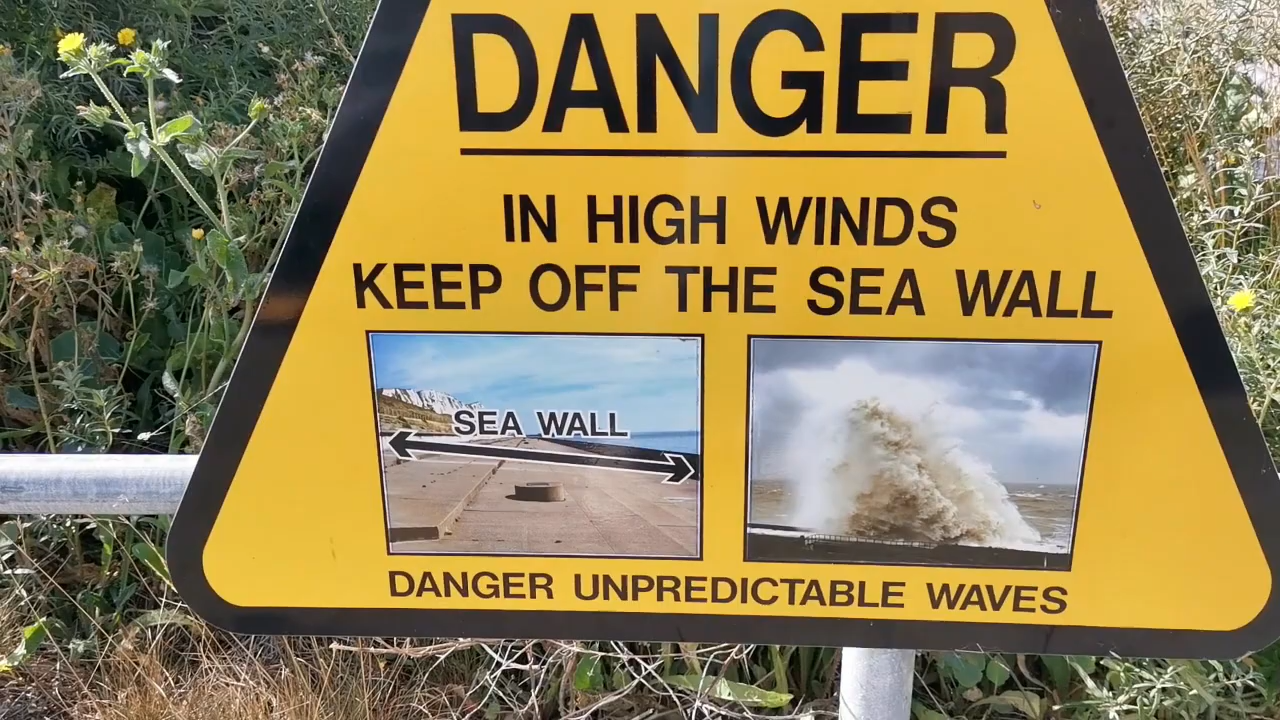 DANGER
IN HIGH WINDS
KEEP OFF THE SEA WALL
SEA WALL
DANGER UNPREDICTABLE WAVES